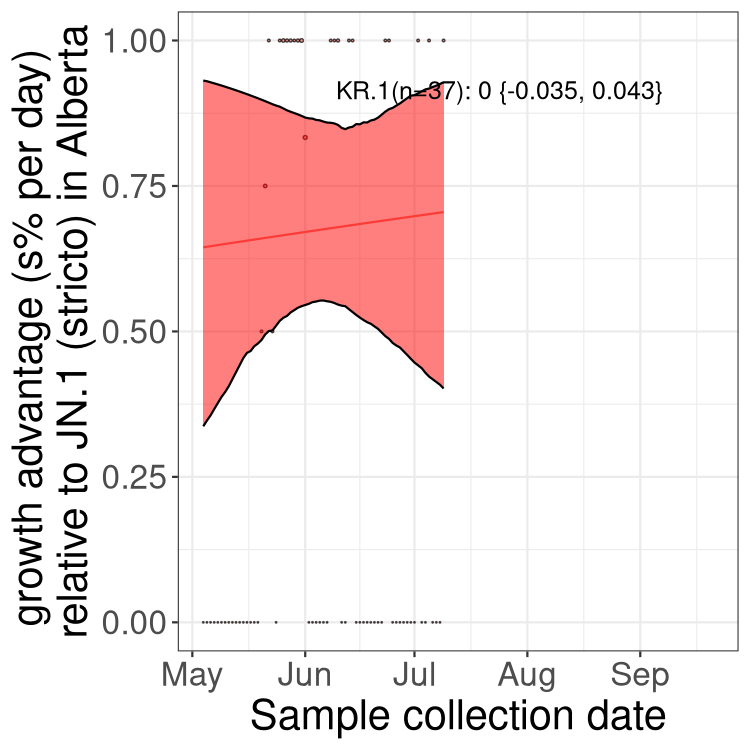 growth advantage (s% per day)
relative to JN.1 (stricto) in Alberta
1.00
0.75
0.50
0.25
0.00
KR.1(n=37): 0 {-0.035, 0.043}
May Jun Jul Aug Sep
Sample collection date